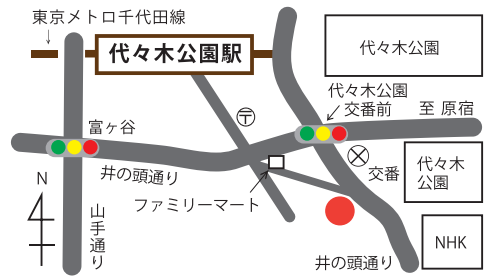 東京メトロ千代田線
代々木公園駅
代々木公園
代々木公園
交番前
至 原宿
富ヶ谷
〒
井の頭通り
交番
代々木
公園
N
ファミリーマート
山手通り
NHK
井の頭通り